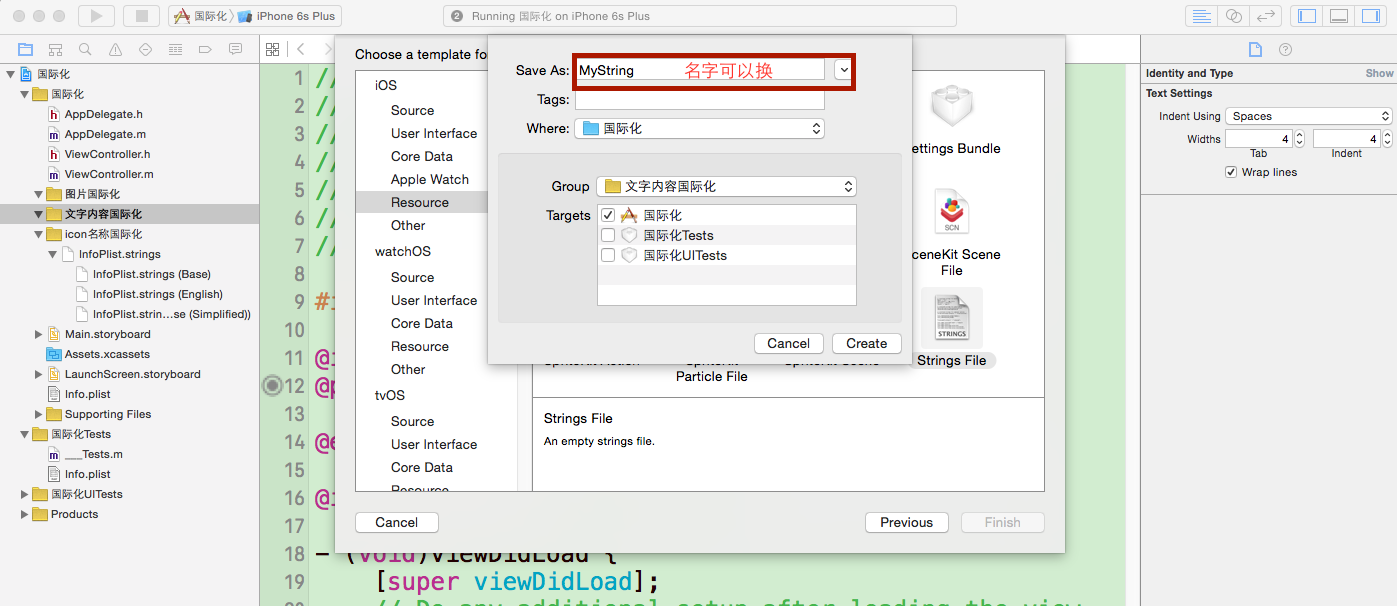 国际化
iPhone 6s Plus
2 Running 国际化 on iPhone 6s Plus
国际化
国际化
AppDelegate.h
AppDelegate.m
ViewController.h
ViewController.m
图片国际化
文字内容国际化
icon名称国际化
InfoPlist.strings
InfoPlist.strings (Base)
InfoPlist.strings (English)
InfoPlist.strin...se (Simplified))
Main.storyboard
Assets.xcassets
LaunchScreen.storyboard
Info.plist
Supporting Files
国际化Tests
___Tests.m
Info.plist
国际化UITests
Products
1 //
2 //
3 //
4 //
5 //
6 //
7 //
8
9 #i
10
11 @i
12 @p
13
14 @e
15
16 @i
17
18 - (void)viewDidLoad {
19 [super viewDidLoad];
20 // Do any additional setup after loading the view
Choose a template fo
iOS
Source
User Interface
Core Data
Apple Watch
Resource
Other
watchOS
Source
User Interface
Core Data
Resource
Other
tvOS
Source
User Interface
Core Data
Resource
Save As: MyString 名字可以换
Tags:
Where: 国际化
Group 文字内容国际化
Targets 国际化
国际化Tests
国际化UITests
Cancel Create
ettings Bundle
SCN
ceneKit Scene
File
STRINGS
Strings File
Particle File
Strings File
An empty strings file.
Cancel Previous Finish
Identity and Type Show
Text Settings
Indent Using Spaces
Widths 4 4
Tab Indent
Wrap lines